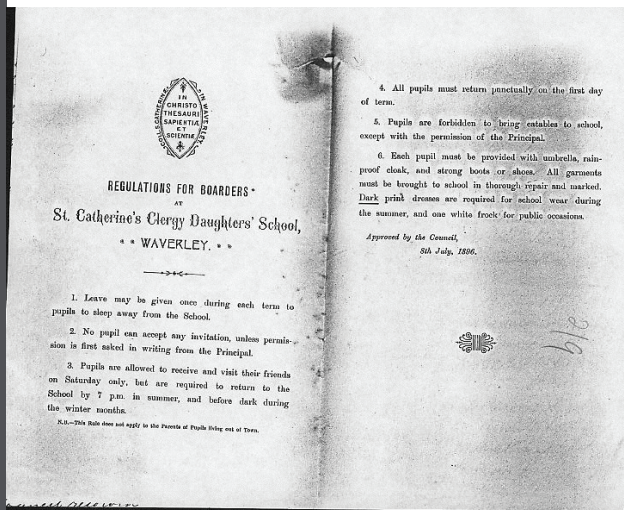 IN
CHRISTO
THESAURI
SAPIENTIÆ
ET
SCIENTIÆ
REGULATIONS FOR BOARDERS
AT
St. Catherine's Clergy Daughters' School,
WAVERLEY.
1. Leave may be given once during each term to
pupils to sleep away from the School.
2. No pupil can accept any invitation, unless permis-
sion is first asked in writing from the Principal.
3. Pupils are allowed to receive and visit their friends
on Saturday only, but are required to return to the
School by 7 p.m. in summer, and before dark during
the winter months.
N.B.—This Rule does not apply to the Parents of Pupils living out of Town.
4. All pupils must return punctually on the first day
of term.
5. Pupils are forbidden to bring eatables to school,
except with the permission of the Principal.
6. Each pupil must be provided with umbrella, rain-
proof cloak, and strong boots or shoes. All garments
must be brought to school in thorough repair and marked.
Dark print dresses are required for school wear during
the summer, and one white frock for public occasions.
Approved by the Council,
8th July, 1896.